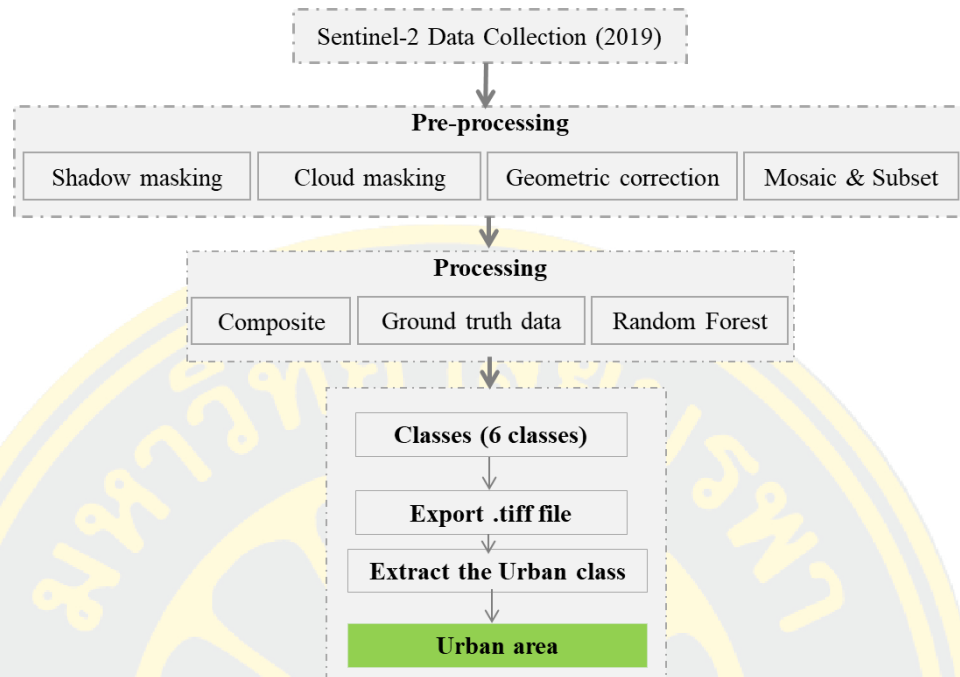 Sentinel-2 Data Collection (2019)
Pre-processing
Shadow masking
Cloud masking
Geometric correction
Mosaic & Subset
Processing
Composite
Ground truth data
Random Forest
Classes (6 classes)
Export .tiff file
Extract the Urban class
Urban area